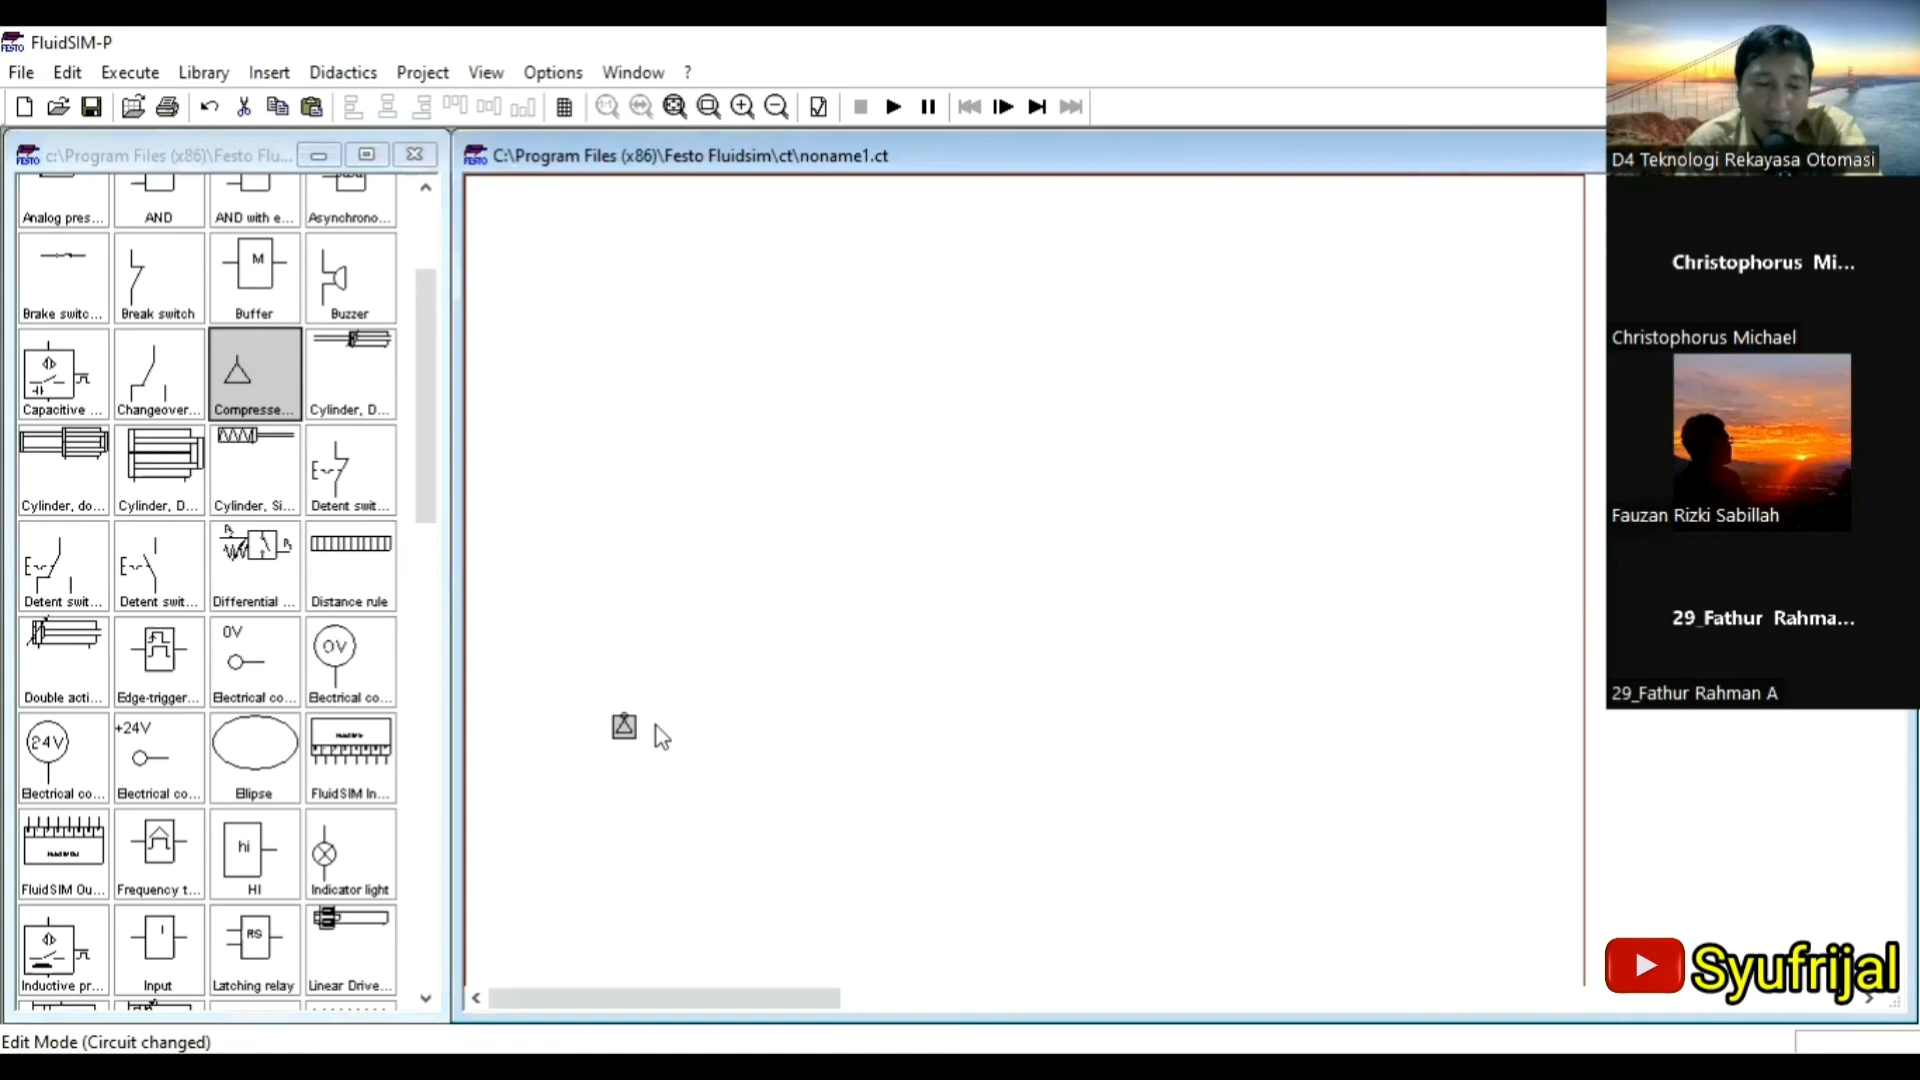 FluidSIM-P
File Edit Execute Library Insert Didactics Project View Options Window ?
c:\Program Files (x86)\Festo Flu...
C:\Program Files (x86)\Festo Fluidsim\ct\noname1.ct
Analog pres... AND AND with e... Asynchrono...
M
Brake switc... Break switch Buffer Buzzer
Capacitive ... Changeover... Compresse... Cylinder, D...
Cylinder, do... Cylinder, D... Cylinder, Si... Detent swit...
Detent swit... Detent swit... Differential ... Distance rule
0V 0V
Double acti... Edge-trigger... Electrical co... Electrical co...
24V +24V
Electrical co... Electrical co... Ellipse FluidSIM In...
hi
FluidSIM Ou... Frequency t... HI Indicator light
I RS
Inductive pr... Input Latching relay Linear Drive...
Edit Mode (Circuit changed)
D4 Teknologi Rekayasa Otomasi
Christophorus Mi...
Christophorus Michael
Fauzan Rizki Sabillah
29_Fathur Rahma...
29_Fathur Rahman A
Syufrijal